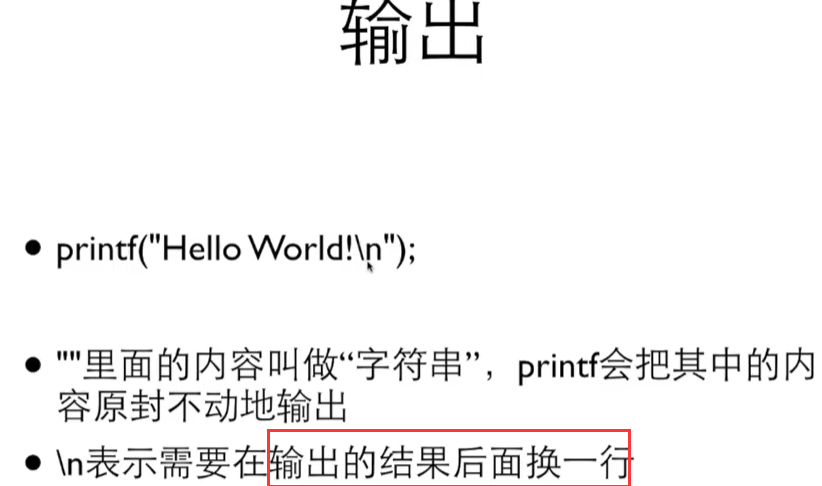 输出
• printf("Hello World!\n");
• ""里面的内容叫做“字符串”，printf会把其中的内
容原封不动地输出
• \n表示需要在输出的结果后面换一行